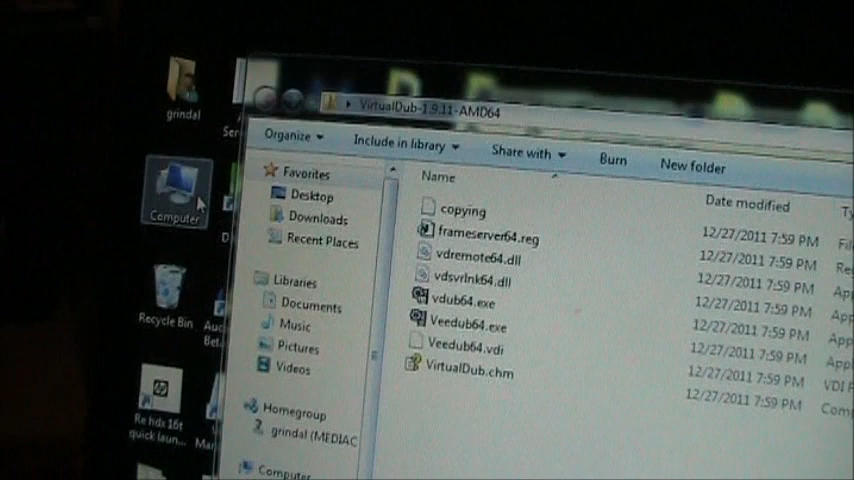 grindal
VirtualDub-1.9.11-AMD64
Organize
Include in library
Share with
Burn
New folder
Favorites
Desktop
Downloads
Recent Places
Libraries
Documents
Music
Pictures
Videos
Homegroup
grindal (MEDIAC
Computer
Name
Date modified
copying
frameserver64.reg
12/27/2011 7:59 PM
vdremote64.dll
12/27/2011 7:59 PM
vdsvrlnk64.dll
12/27/2011 7:59 PM
vdub64.exe
12/27/2011 7:59 PM
Veedub64.exe
12/27/2011 7:59 PM
Veedub64.vdi
12/27/2011 7:59 PM
VirtualDub.chm
12/27/2011 7:59 PM
12/27/2011 7:59 PM
Computer
Recycle Bin
Re hdx 16t
quick laun...